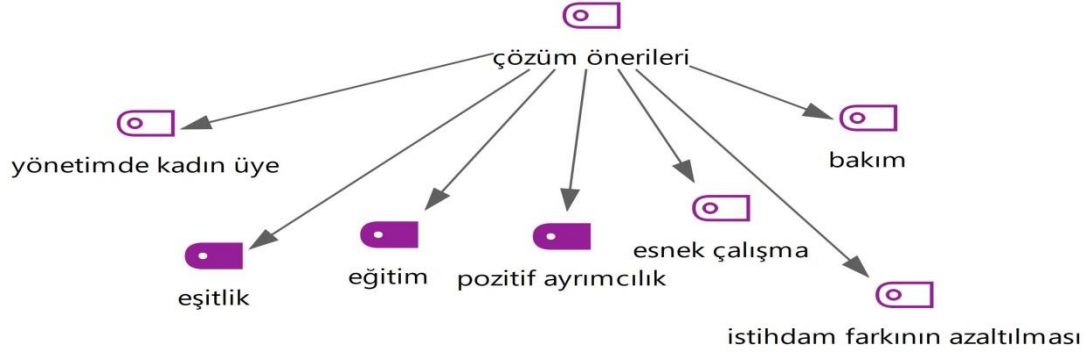 çözüm önerileri
yönetimde kadın üye
bakım
esnek çalışma
eğitim
pozitif ayrımcılık
eşitlik
istihdam farkının azaltılması